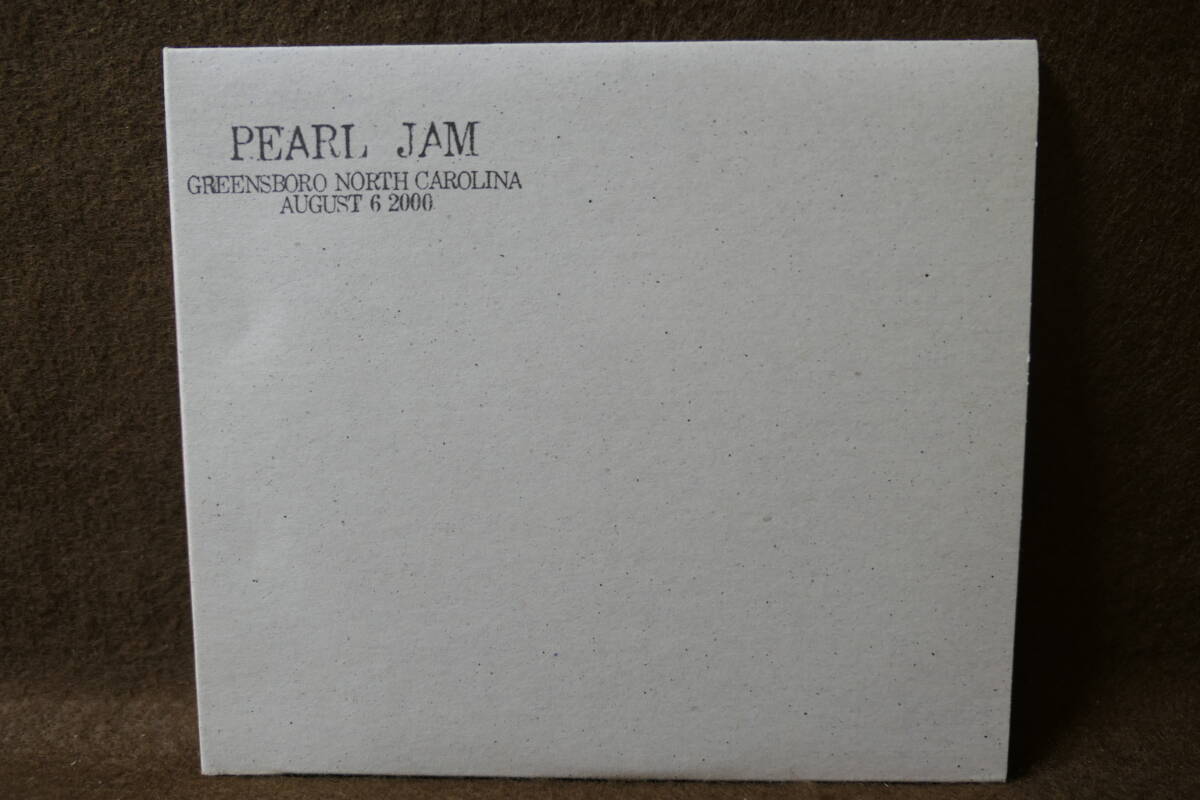 PEARL JAM
GREENSBORO NORTH CAROLINA
AUGUST 6 2000